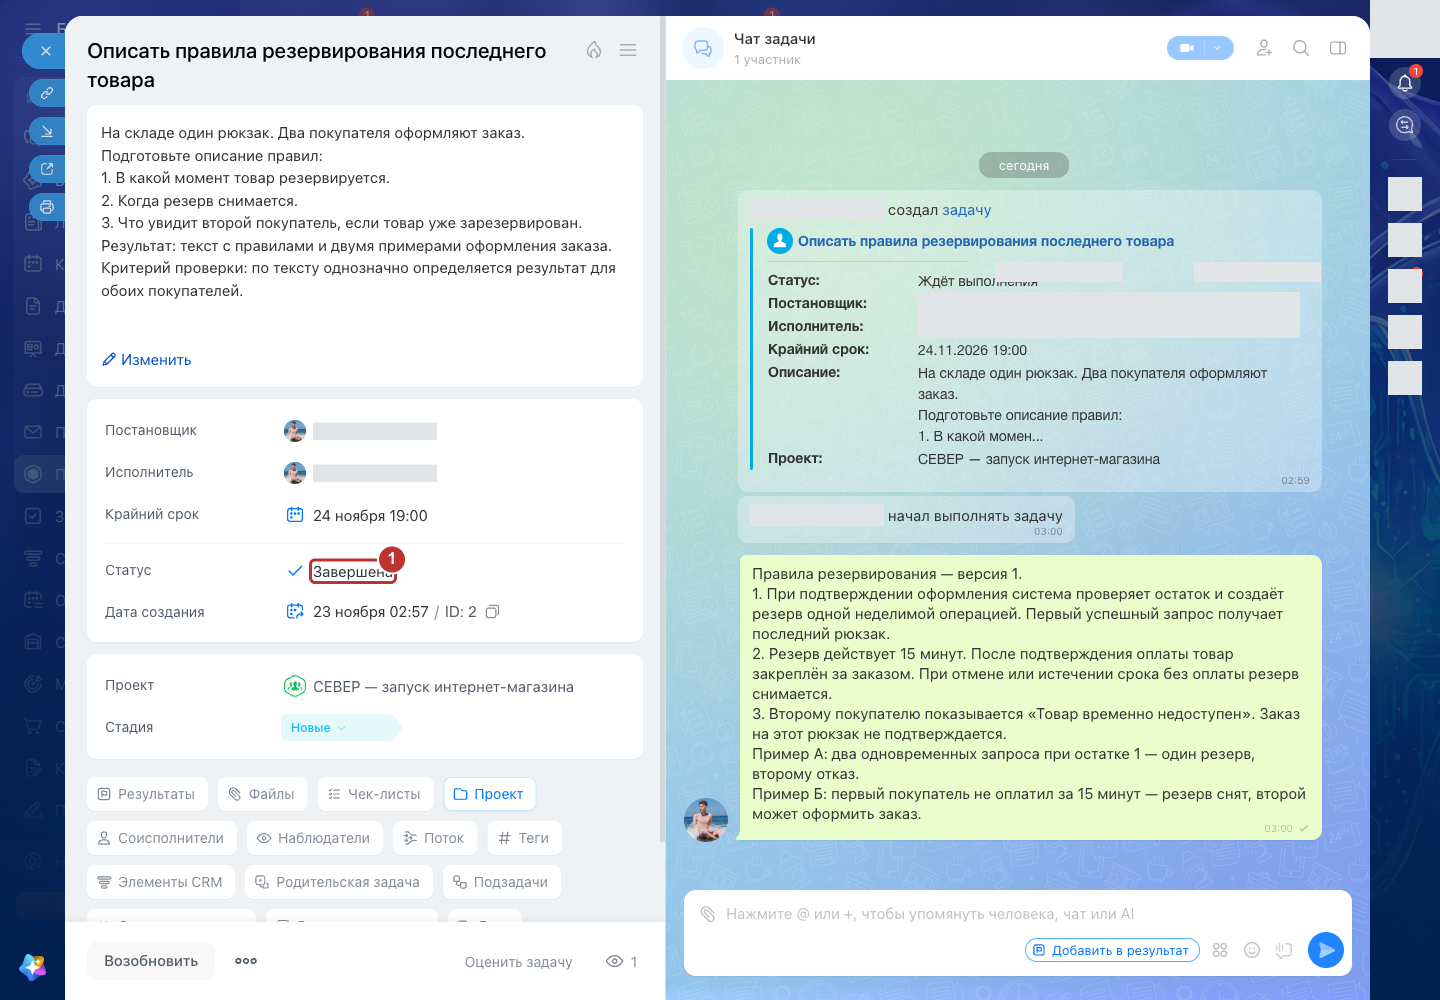 Описать правила резервирования последнего
товара
На складе один рюкзак. Два покупателя оформляют заказ.
Подготовьте описание правил:
1. В какой момент товар резервируется.
2. Когда резерв снимается.
3. Что увидит второй покупатель, если товар уже зарезервирован.
Результат: текст с правилами и двумя примерами оформления заказа.
Критерий проверки: по тексту однозначно определяется результат для
обоих покупателей.
Изменить
Постановщик
Исполнитель
Крайний срок
24 ноября 19:00
Статус
Завершена
1
Дата создания
23 ноября 02:57 / ID: 2
Проект
СЕВЕР — запуск интернет-магазина
Стадия
Новые
Результаты
Файлы
Чек-листы
Проект
Соисполнители
Наблюдатели
Поток
Теги
Элементы CRM
Родительская задача
Подзадачи
Возобновить
Оценить задачу
1
Чат задачи
1 участник
сегодня
создал задачу
Описать правила резервирования последнего товара
Статус:
Ждёт выполнения
Постановщик:
Исполнитель:
Крайний срок:
24.11.2026 19:00
Описание:
На складе один рюкзак. Два покупателя оформляют
заказ.
Подготовьте описание правил:
1. В какой момен...
Проект:
СЕВЕР — запуск интернет-магазина
02:59
начал выполнять задачу
03:00
Правила резервирования — версия 1.
1. При подтверждении оформления система проверяет остаток и создаёт
резерв одной неделимой операцией. Первый успешный запрос получает
последний рюкзак.
2. Резерв действует 15 минут. После подтверждения оплаты товар
закреплён за заказом. При отмене или истечении срока без оплаты резерв
снимается.
3. Второму покупателю показывается «Товар временно недоступен». Заказ
на этот рюкзак не подтверждается.
Пример А: два одновременных запроса при остатке 1 — один резерв,
второму отказ.
Пример Б: первый покупатель не оплатил за 15 минут — резерв снят, второй
может оформить заказ.
03:00
Нажмите @ или +, чтобы упомянуть человека, чат или AI
Добавить в результат
1